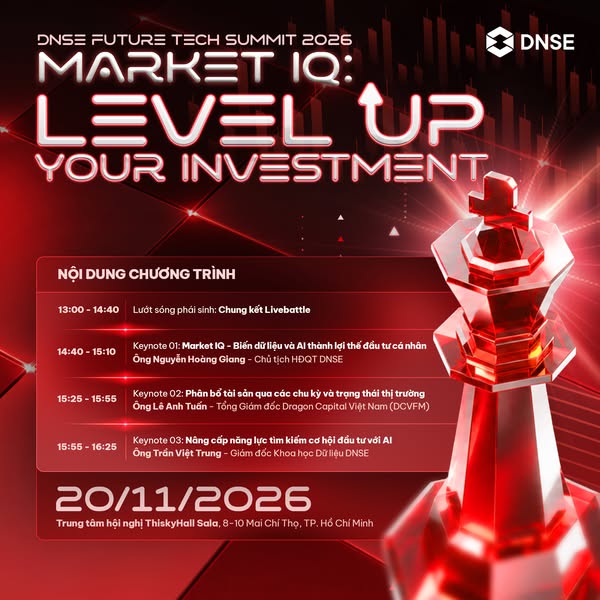 DNSE FUTURE TECH SUMMIT 2026
DNSE
MARKET IQ:
LEVEL UP
YOUR INVESTMENT
NỘI DUNG CHƯƠNG TRÌNH
13:00 - 14:40 Lướt sóng phái sinh: Chung kết Livebattle
14:40 - 15:10 Keynote 01: Market IQ - Biến dữ liệu và AI thành lợi thế đầu tư cá nhân
Ông Nguyễn Hoàng Giang - Chủ tịch HĐQT DNSE
15:25 - 15:55 Keynote 02: Phân bổ tài sản qua các chu kỳ và trạng thái thị trường
Ông Lê Anh Tuấn - Tổng Giám đốc Dragon Capital Việt Nam (DCVFM)
15:55 - 16:25 Keynote 03: Nâng cấp năng lực tìm kiếm cơ hội đầu tư với AI
Ông Trần Việt Trung - Giám đốc Khoa học Dữ liệu DNSE
20/11/2026
Trung tâm hội nghị ThiskyHall Sala, 8-10 Mai Chí Thọ, TP. Hồ Chí Minh